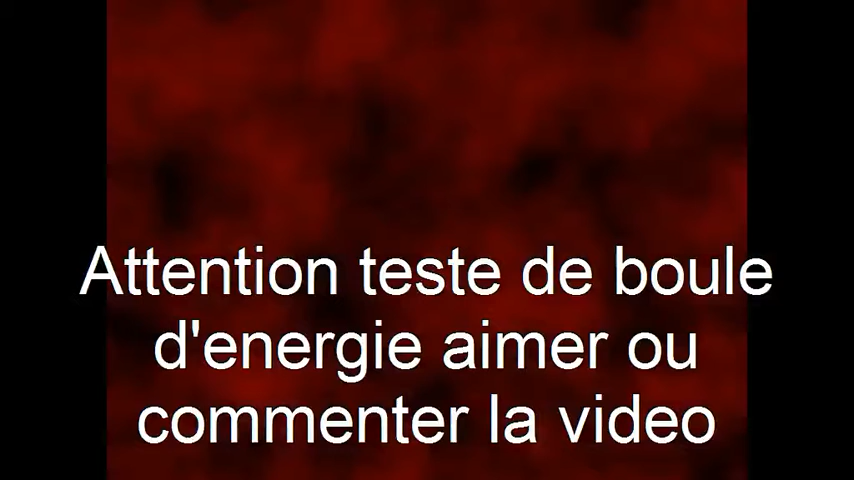 Attention teste de boule
d'energie aimer ou
commenter la video